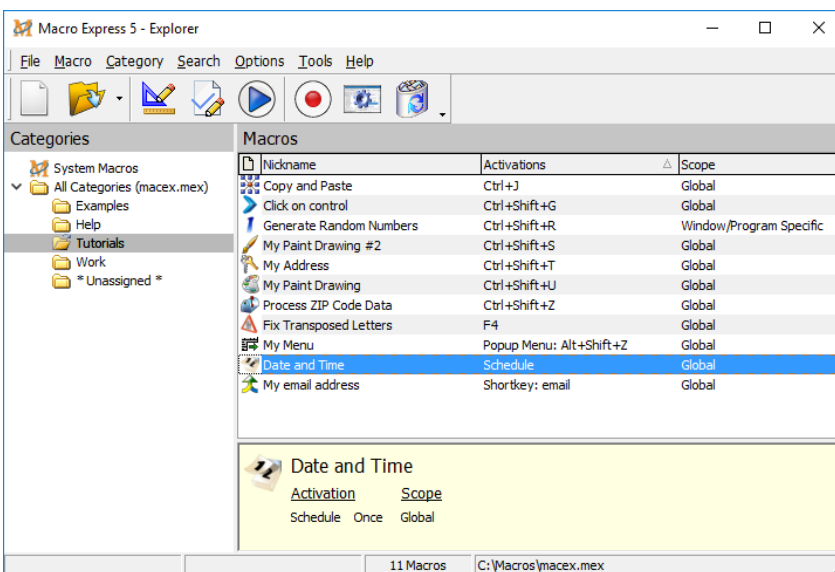 Macro Express 5 - Explorer
File Macro Category Search Options Tools Help
Categories
System Macros
All Categories (macex.mex)
Examples
Help
Tutorials
Work
* Unassigned *
Macros
Nickname Activations Scope
Copy and Paste Ctrl+J Global
Click on control Ctrl+Shift+G Global
Generate Random Numbers Ctrl+Shift+R Window/Program Specific
My Paint Drawing #2 Ctrl+Shift+S Global
My Address Ctrl+Shift+T Global
My Paint Drawing Ctrl+Shift+U Global
Process ZIP Code Data Ctrl+Shift+Z Global
Fix Transposed Letters F4 Global
My Menu Popup Menu: Alt+Shift+Z Global
Date and Time Schedule Global
My email address Shortkey: email Global
Date and Time
Activation Scope
Schedule Once Global
11 Macros C:\Macros\macex.mex